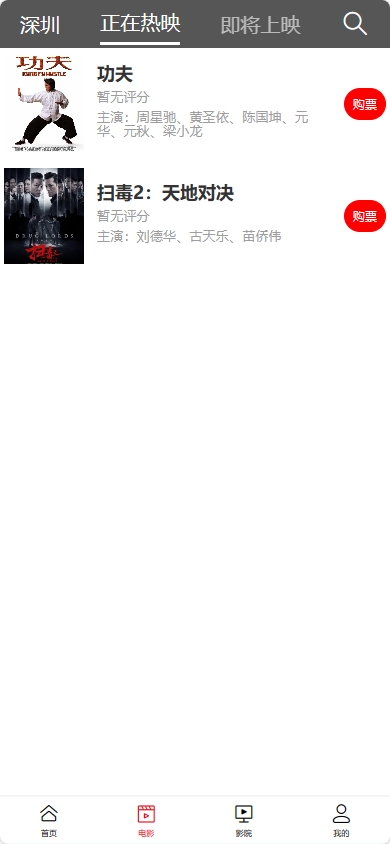 深圳 正在热映 即将上映
功夫
KUNG FU HUSTLE
功夫
暂无评分
主演：周星驰、黄圣依、陈国坤、元
华、元秋、梁小龙
购票
扫毒2：天地对决
暂无评分
主演：刘德华、古天乐、苗侨伟
购票
DRUG LORDS
扫毒
首页 电影 影院 我的